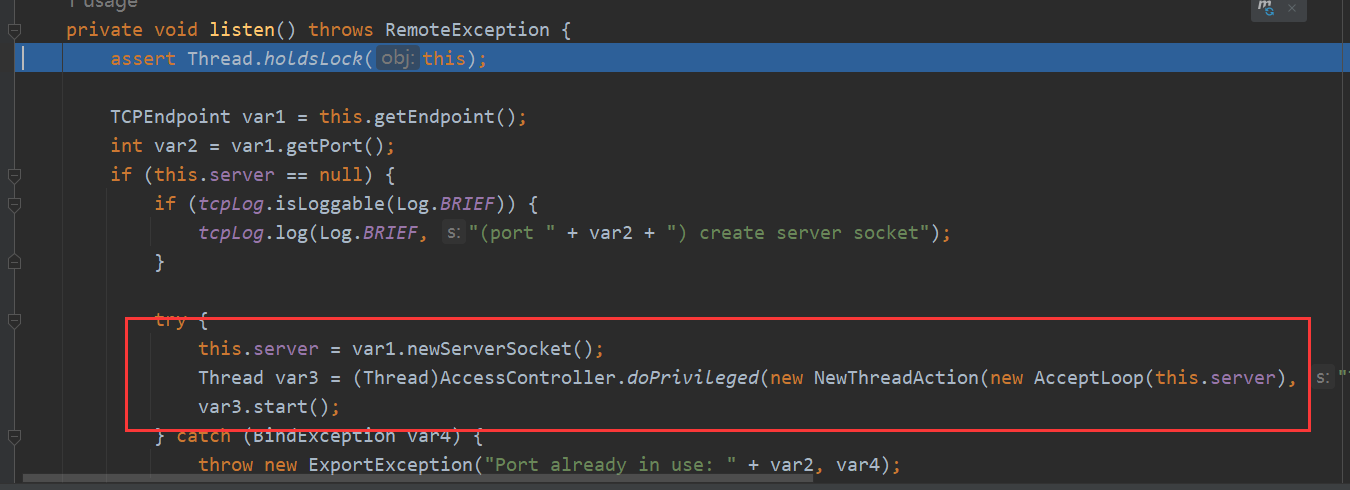 1 usage
private void listen() throws RemoteException {
assert Thread.holdsLock( obj: this);
TCPEndpoint var1 = this.getEndpoint();
int var2 = var1.getPort();
if (this.server == null) {
if (tcpLog.isLoggable(Log.BRIEF)) {
tcpLog.log(Log.BRIEF, s: "(port " + var2 + ") create server socket");
}
try {
this.server = var1.newServerSocket();
Thread var3 = (Thread)AccessController.doPrivileged(new NewThreadAction(new AcceptLoop(this.server), s: "
var3.start();
} catch (BindException var4) {
throw new ExportException("Port already in use: " + var2, var4);